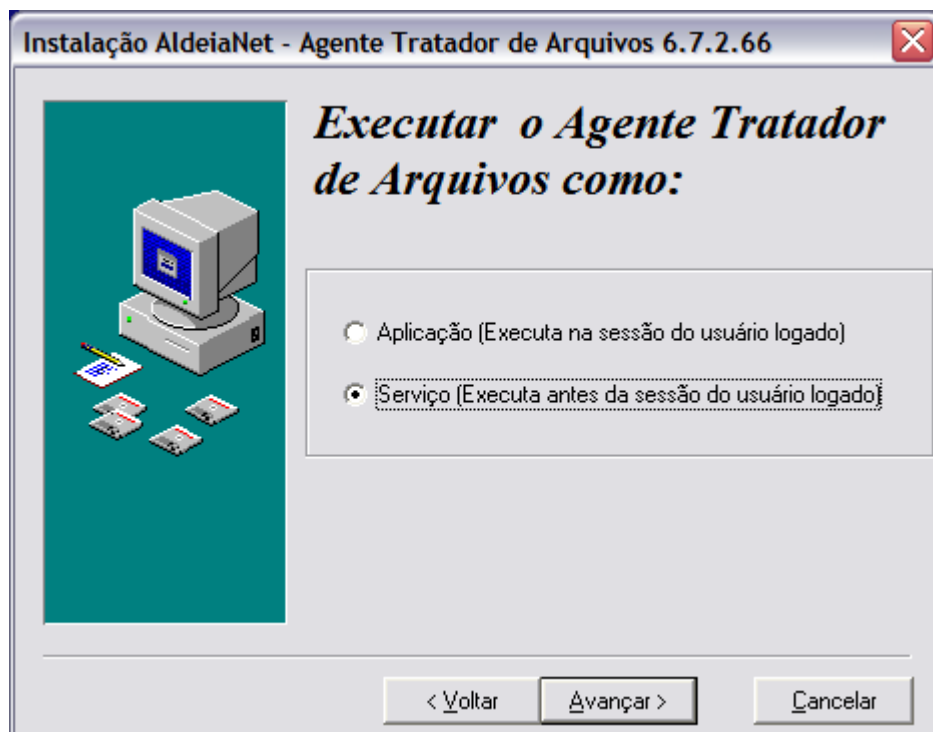 Instalação AldeiaNet - Agente Tratador de Arquivos 6.7.2.66
Executar o Agente Tratador
de Arquivos como:
Aplicação (Executa na sessão do usuário logado)
Serviço (Executa antes da sessão do usuário logado)
< Voltar
Avançar >
Cancelar